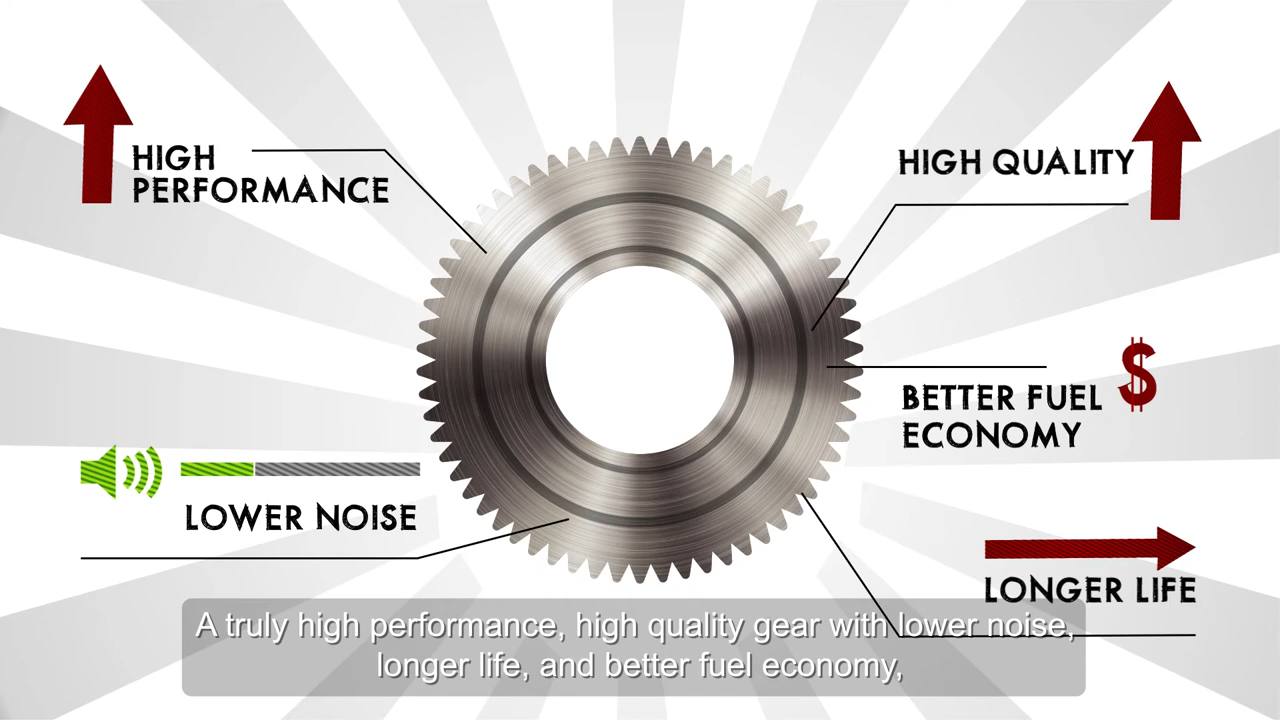 HIGH
PERFORMANCE
HIGH QUALITY
$
BETTER FUEL
ECONOMY
LOWER NOISE
LONGER LIFE
A truly high performance, high quality gear with lower noise,
longer life, and better fuel economy,